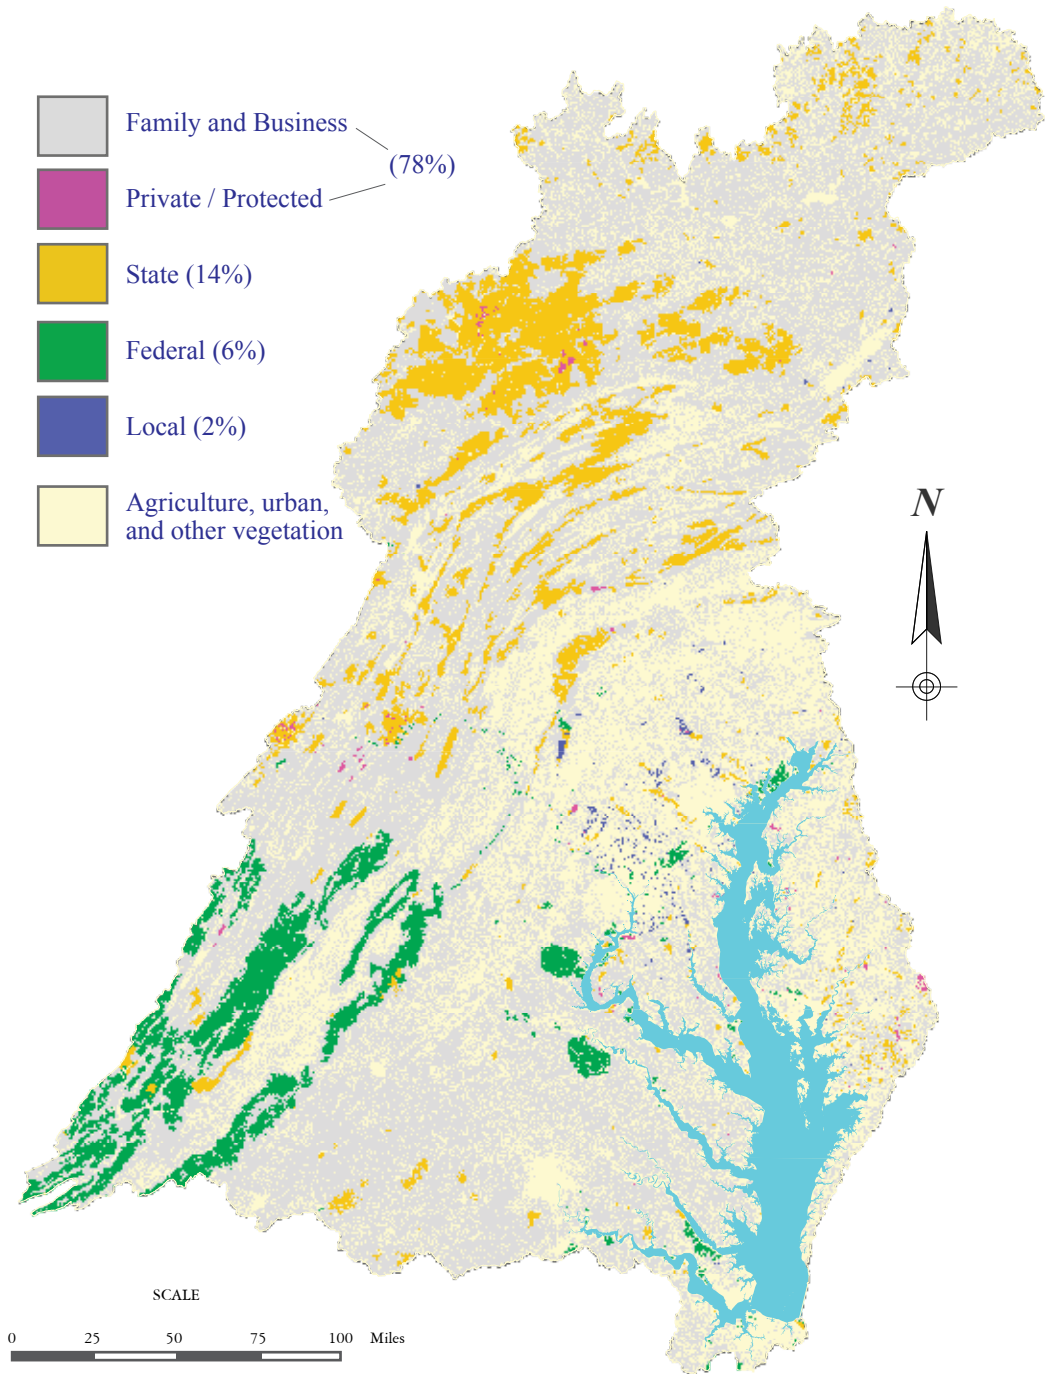 Family and Business
(78%)
Private / Protected
State (14%)
Federal (6%)
Local (2%)
Agriculture, urban,
and other vegetation
N
SCALE
0 25 50 75 100 Miles